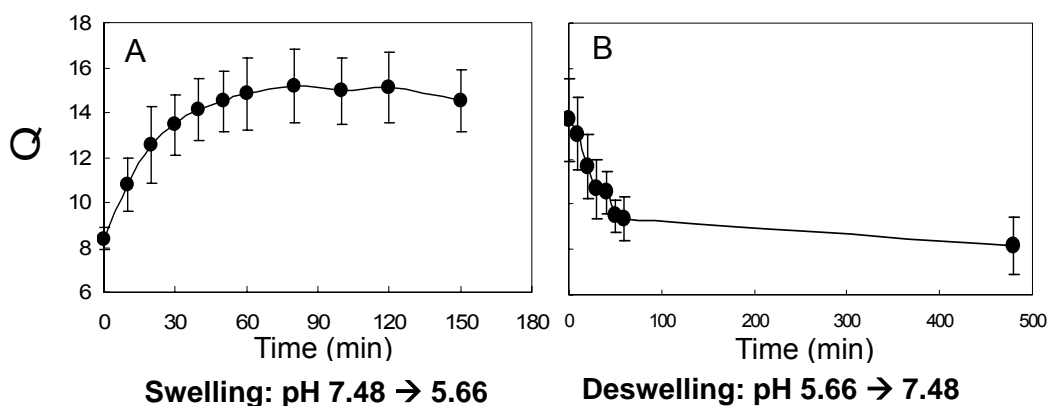 18
16
14
12
10
8
6
Q
A
0 30 60 90 120 150 180
Time (min)
Swelling: pH 7.48 → 5.66
B
0 100 200 300 400 500
Time (min)
Deswelling: pH 5.66 → 7.48